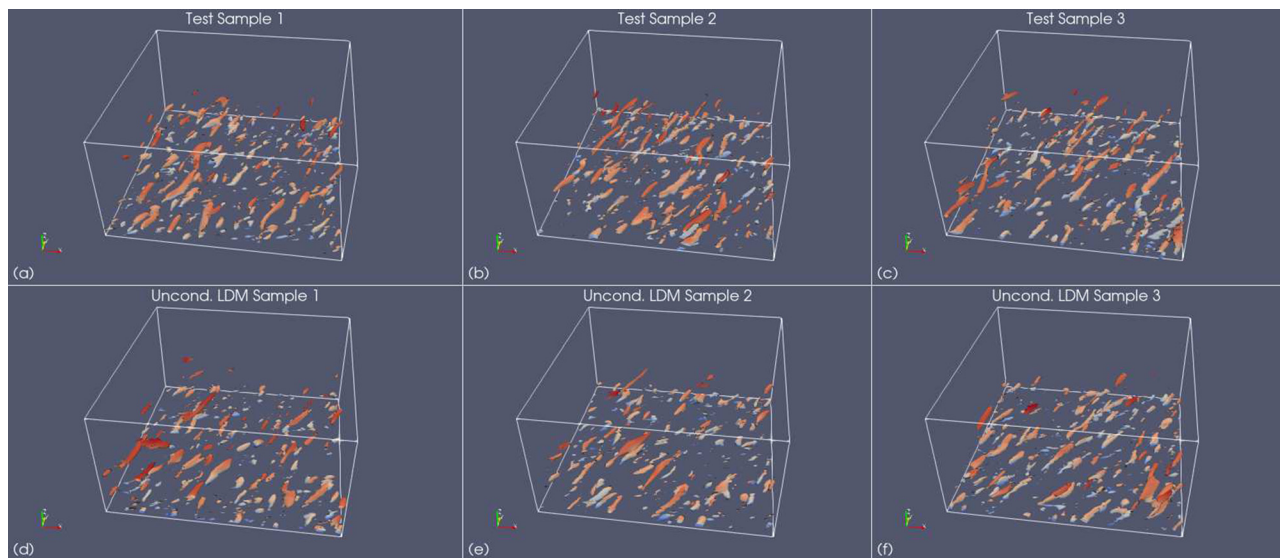 Test Sample 1
Test Sample 2
Test Sample 3
(a)
(b)
(c)
Uncond. LDM Sample 1
Uncond. LDM Sample 2
Uncond. LDM Sample 3
(d)
(e)
(f)